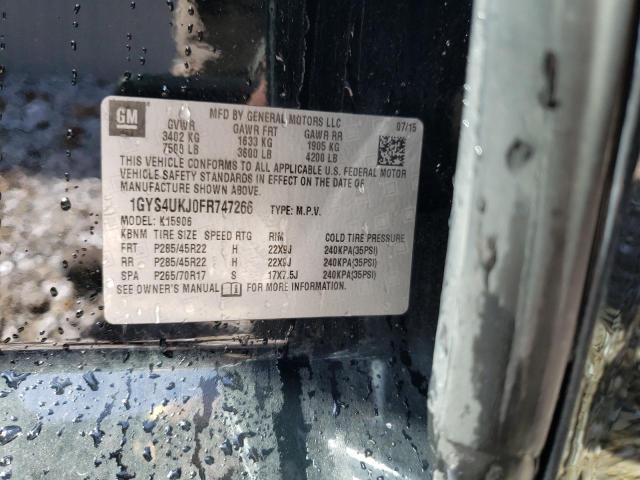 GM
MFD BY GENERAL MOTORS LLC
07/15
GVWR GAWR FRT GAWR RR
3402 KG 1633 KG 1905 KG
7500 LB 3600 LB 4200 LB
THIS VEHICLE CONFORMS TO ALL APPLICABLE U.S. FEDERAL MOTOR
VEHICLE SAFETY STANDARDS IN EFFECT ON THE DATE OF
MANUFACTURE SHOWN ABOVE.
1GYS4UKJ0FR747266 TYPE: M.P.V.
MODEL: K15906
KBNM TIRE SIZE SPEED RTG RIM COLD TIRE PRESSURE
FRT P285/45R22 H 22X9J 240KPA(35PSI)
RR P285/45R22 H 22X9J 240KPA(35PSI)
SPA P265/70R17 S 17X7.5J 240KPA(35PSI)
SEE OWNER'S MANUAL FOR MORE INFORMATION.